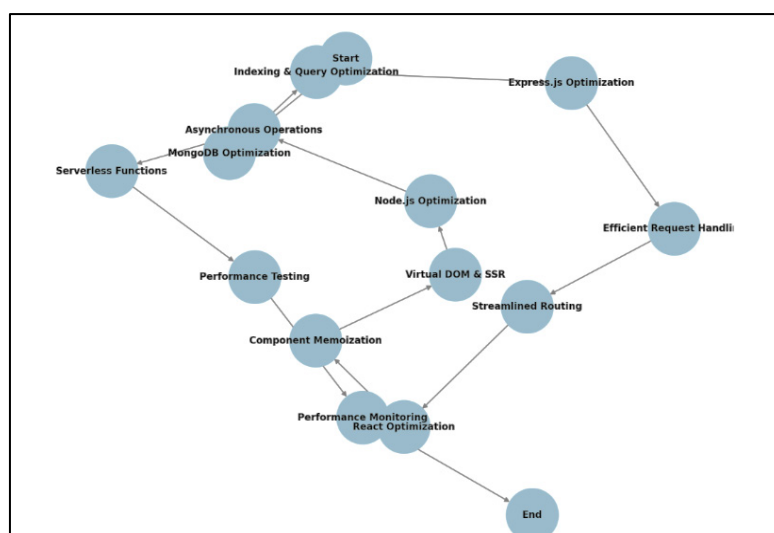 Start
Indexing & Query Optimization
Express.js Optimization
Asynchronous Operations
MongoDB Optimization
Serverless Functions
Node.js Optimization
Efficient Request Handli
Performance Testing
Virtual DOM & SSR
Streamlined Routing
Component Memoization
Performance Monitoring
React Optimization
End